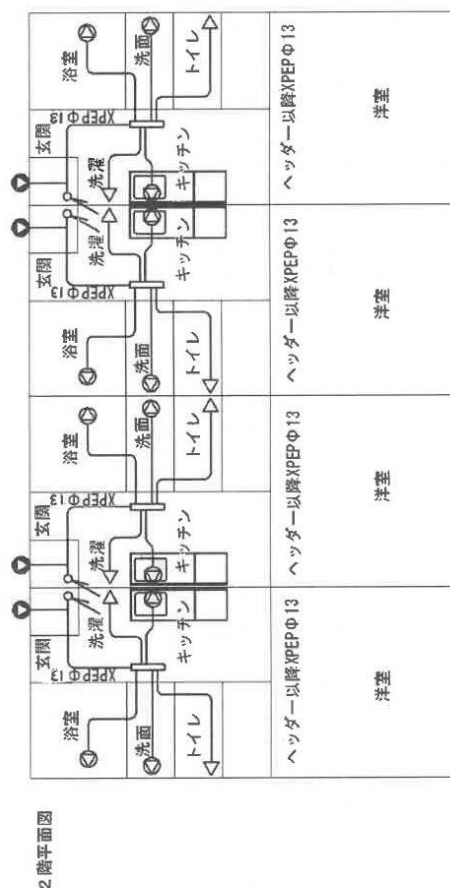 2階平面図
浴室
玄関
XPEPΦ13
洗濯
洗面
キッチン
トイレ
ヘッダー以降XPEPΦ13
洋室
玄関
浴室
XPEPΦ13
洗濯
洗面
キッチン
トイレ
ヘッダー以降XPEPΦ13
洋室
浴室
玄関
XPEPΦ13
洗濯
洗面
キッチン
トイレ
ヘッダー以降XPEPΦ13
洋室
玄関
浴室
XPEPΦ13
洗濯
洗面
キッチン
トイレ
ヘッダー以降XPEPΦ13
洋室